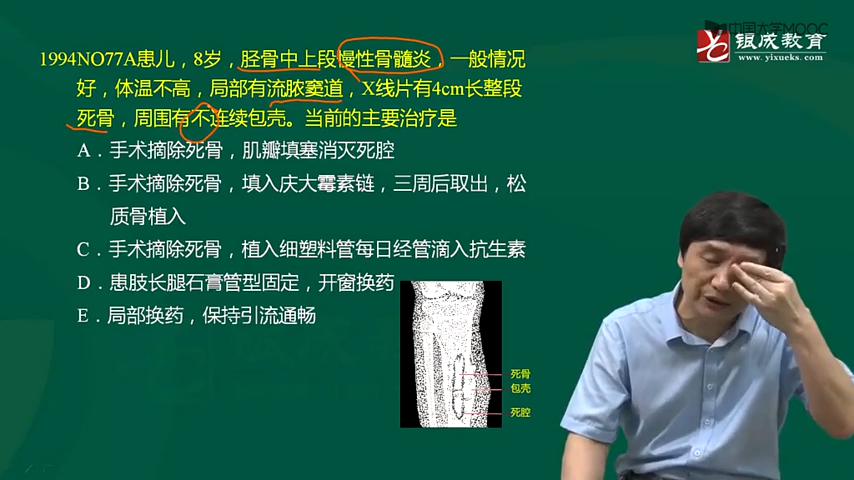 中国大学MOOC
银成教育
www.yixueks.com
1994NO77A患儿，8岁，胫骨中上段慢性骨髓炎，一般情况
好，体温不高，局部有流脓窦道，X线片有4cm长整段
死骨，周围有不连续包壳。当前的主要治疗是
A．手术摘除死骨，肌瓣填塞消灭死腔
B．手术摘除死骨，填入庆大霉素链，三周后取出，松
质骨植入
C．手术摘除死骨，植入细塑料管每日经管滴入抗生素
D．患肢长腿石膏管型固定，开窗换药
E．局部换药，保持引流通畅
死骨
包壳
死腔